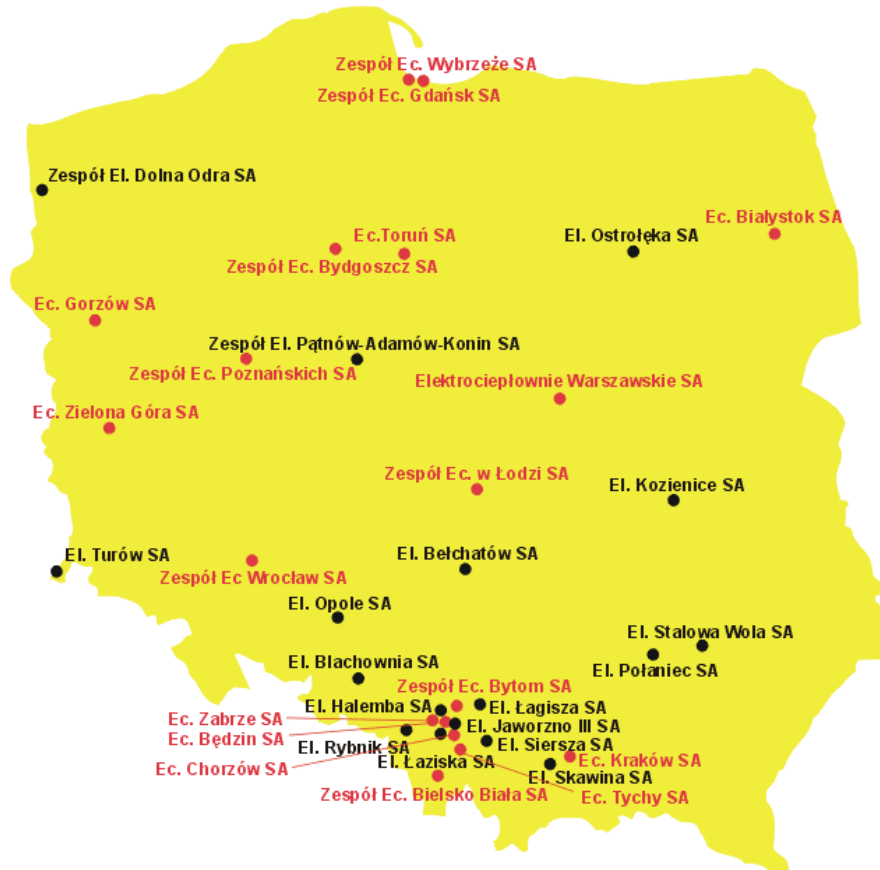 Zespół Ec. Wybrzeże SA
Zespół Ec. Gdańsk SA
Zespół El. Dolna Odra SA
Ec. Białystok SA
Ec.Toruń SA
El. Ostrołęka SA
Zespół Ec. Bydgoszcz SA
Ec. Gorzów SA
Zespół El. Pątnów-Adamów-Konin SA
Zespół Ec. Poznańskich SA
Elektrociepłownie Warszawskie SA
Ec. Zielona Góra SA
Zespół Ec. w Łodzi SA
El. Kozienice SA
El. Turów SA
El. Bełchatów SA
Zespół Ec Wrocław SA
El. Opole SA
El. Stalowa Wola SA
El. Blachownia SA
El. Połaniec SA
Zespół Ec. Bytom SA
El. Halemba SA
El. Łagisza SA
Ec. Zabrze SA
El. Jaworzno III SA
Ec. Będzin SA
El. Rybnik SA
El. Siersza SA
El. Łaziska SA
Ec. Kraków SA
Ec. Chorzów SA
El. Skawina SA
Zespół Ec. Bielsko Biała SA
Ec. Tychy SA